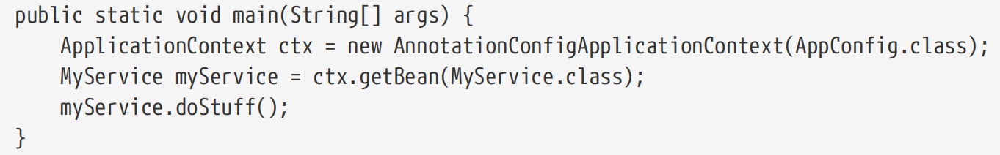 public static void main(String[] args) {
    ApplicationContext ctx = new AnnotationConfigApplicationContext(AppConfig.class);
    MyService myService = ctx.getBean(MyService.class);
    myService.doStuff();
}